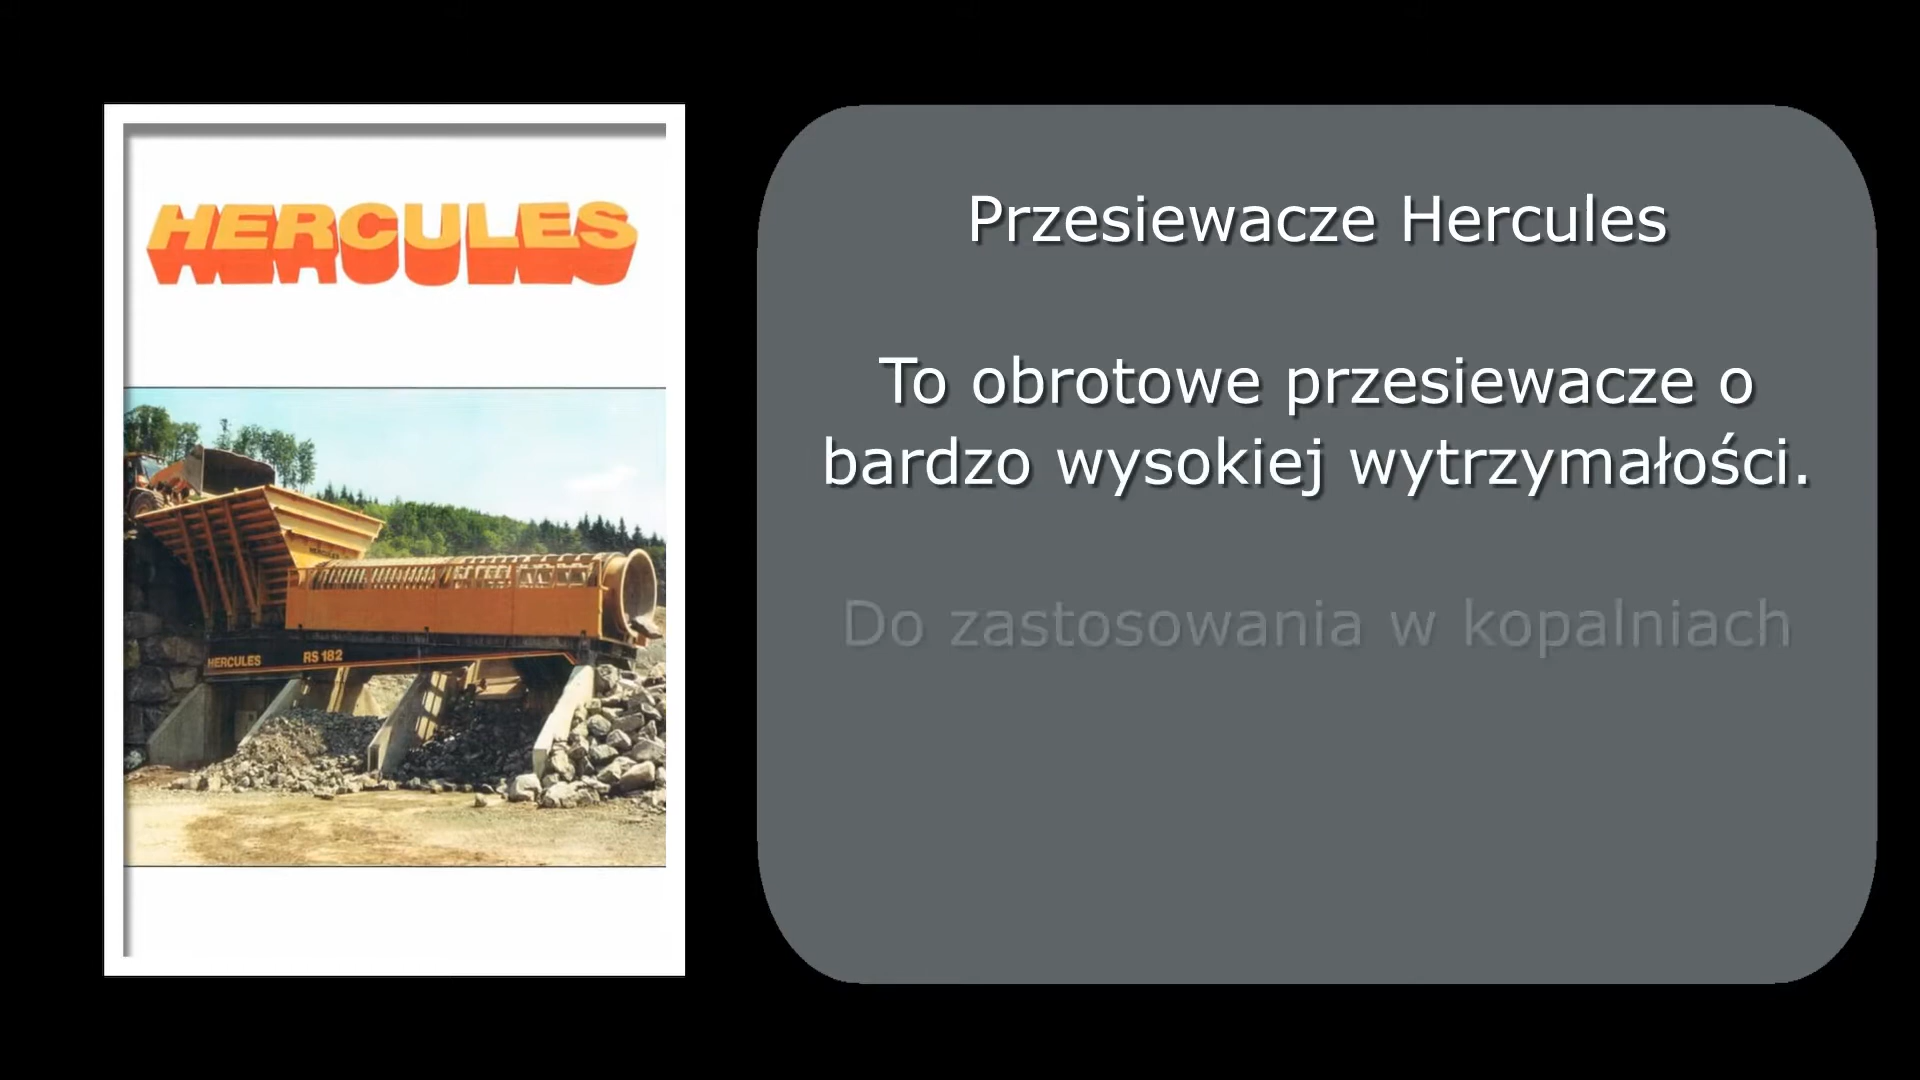 HERCULES
HERCULES RS 182
Przesiewacze Hercules
To obrotowe przesiewacze o
bardzo wysokiej wytrzymałości.
Do zastosowania w kopalniach